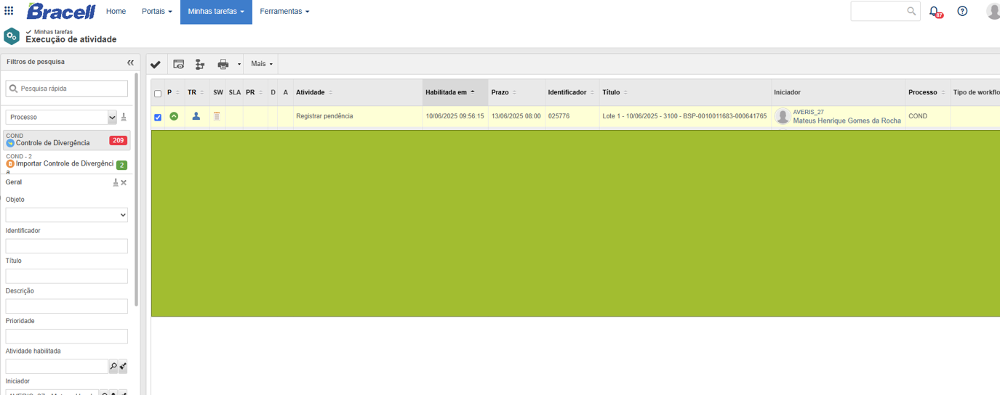 Bracell
Home
Portais
Minhas tarefas
Ferramentas
87
Minhas tarefas
Execução de atividade
Filtros de pesquisa
Mais
Pesquisa rápida
Processo
COND
Controle de Divergência
209
COND - 2
Importar Controle de Divergênci
a
2
Geral
Objeto
Identificador
Título
Descrição
Prioridade
Atividade habilitada
Iniciador
P
TR
SW
SLA
PR
D
A
Atividade
Habilitada em
Prazo
Identificador
Título
Iniciador
Processo
Tipo de workflo
Registrar pendência
10/06/2025 09:56:15
13/06/2025 08:00
025776
Lote 1 - 10/06/2025 - 3100 - BSP-0010011683-000641765
AVERIS_27
Mateus Henrique Gomes da Rocha
COND